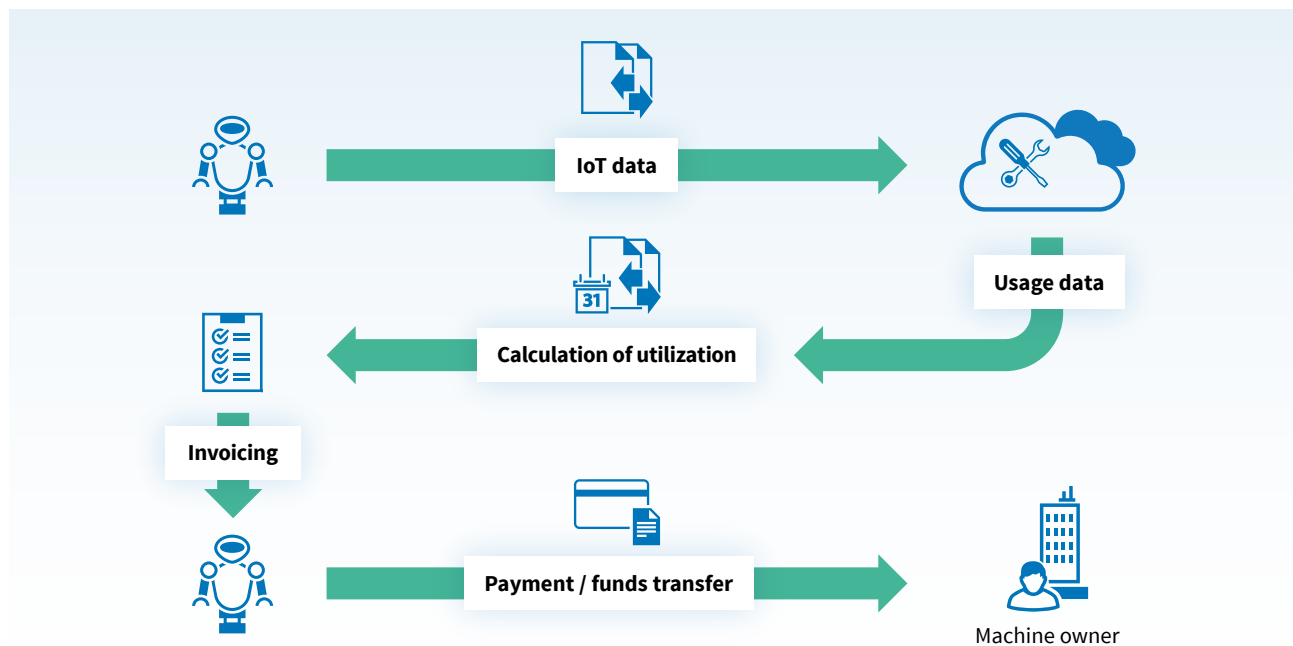 IoT data
Usage data
31
Calculation of utilization
Invoicing
Payment / funds transfer
Machine owner